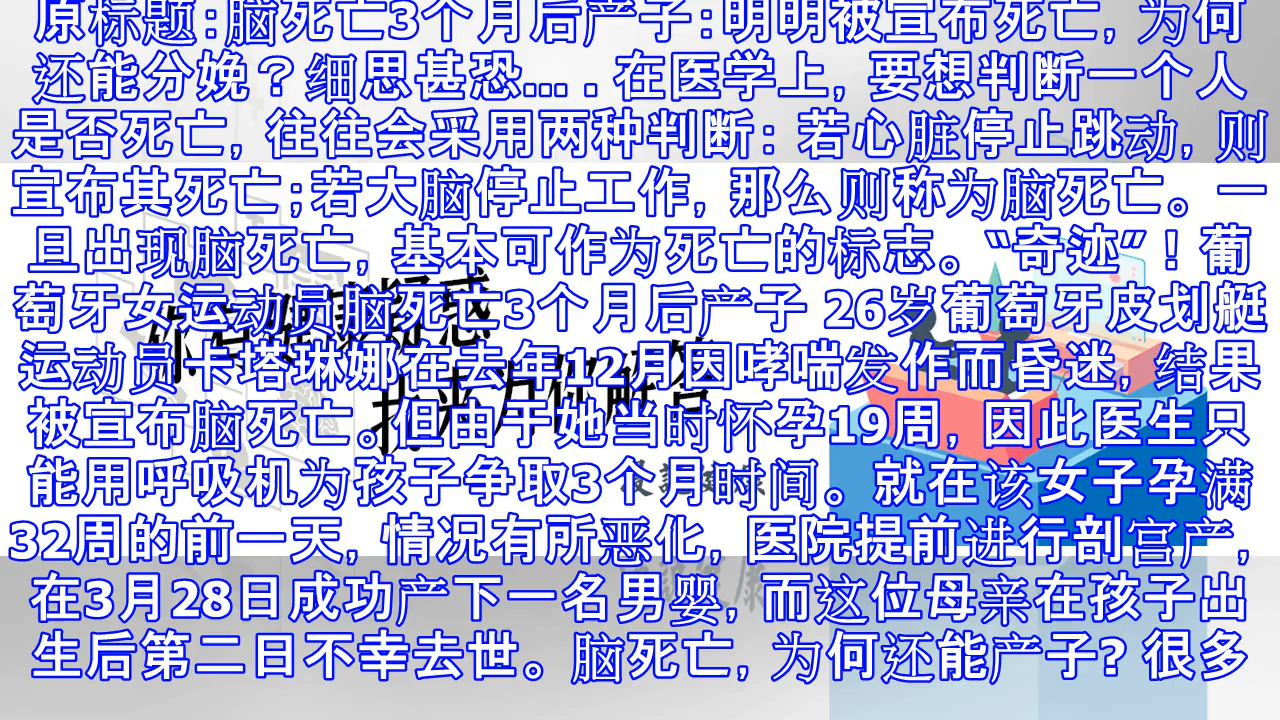 原标题:脑死亡3个月后产子:明明被宣布死亡, 为何
还能分娩？细思甚恐... . 在医学上, 要想判断一个人
是否死亡, 往往会采用两种判断: 若心脏停止跳动, 则
宣布其死亡;若大脑停止工作, 那么则称为脑死亡。一
旦出现脑死亡, 基本可作为死亡的标志。“奇迹”! 葡
萄牙女运动员脑死亡3个月后产子 26岁葡萄牙皮划艇
运动员卡塔琳娜在去年12月因哮喘发作而昏迷, 结果
被宣布脑死亡。但由于她当时怀孕19周, 因此医生只
能用呼吸机为孩子争取3个月时间。就在该女子孕满
32周的前一天, 情况有所恶化, 医院提前进行剖宫产,
在3月28日成功产下一名男婴, 而这位母亲在孩子出
生后第二日不幸去世。脑死亡, 为何还能产子? 很多